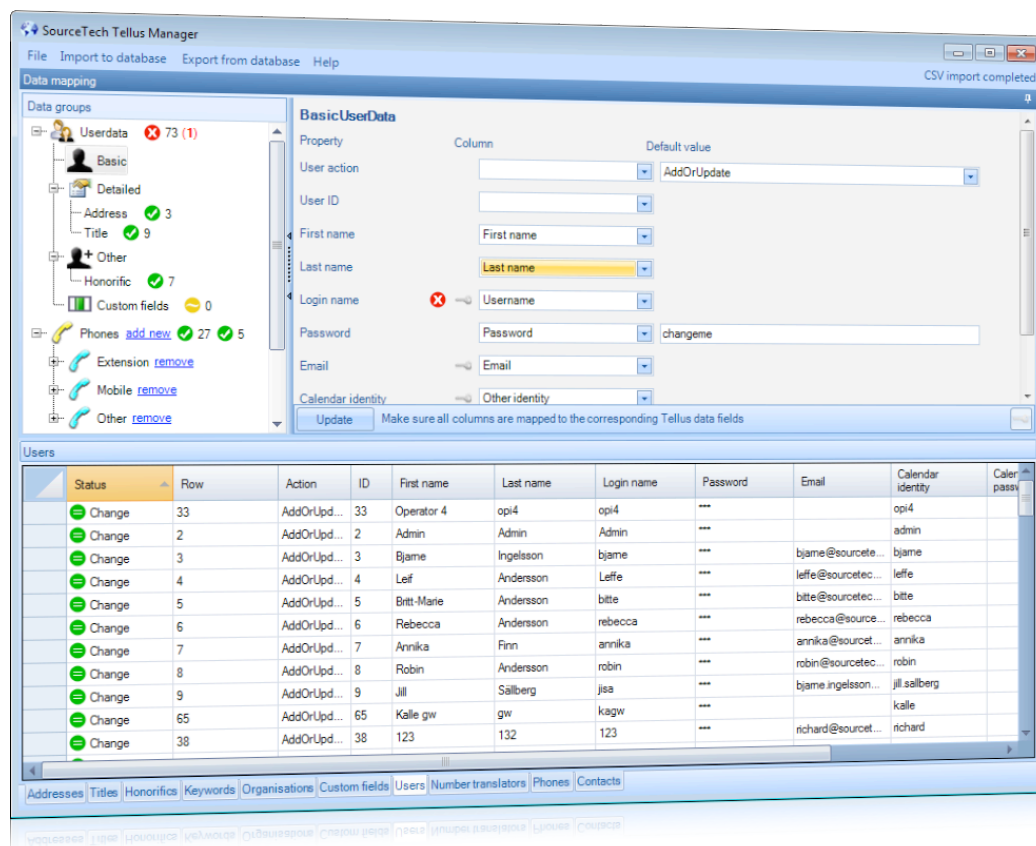 SourceTech Tellus Manager
File Import to database Export from database Help
CSV import completed
Data mapping
Data groups
Userdata 73 (1)
Basic
Detailed
Address 3
Title 9
Other
Honorific 7
Custom fields 0
Phones add new 27 5
Extension remove
Mobile remove
Other remove
BasicUserData
Property Column Default value
User action AddOrUpdate
User ID
First name First name
Last name Last name
Login name Username
Password Password changeme
Email Email
Calendar identity Other identity
Update Make sure all columns are mapped to the corresponding Tellus data fields
Users
Status Row Action ID First name Last name Login name Password Email Calendar identity Calen passw
Change 33 AddOrUpd... 33 Operator 4 opi4 opi4 *** opi4
Change 2 AddOrUpd... 2 Admin Admin Admin *** admin
Change 3 AddOrUpd... 3 Bjarne Ingelsson bjarne *** bjarne@sourcete... bjarne
Change 4 AddOrUpd... 4 Leif Andersson Leffe *** leffe@sourcetec... leffe
Change 5 AddOrUpd... 5 Britt-Marie Andersson bitte *** bitte@sourcetec... bitte
Change 6 AddOrUpd... 6 Rebecca Andersson rebecca *** rebecca@source... rebecca
Change 7 AddOrUpd... 7 Annika Finn annika *** annika@sourcet... annika
Change 8 AddOrUpd... 8 Robin Andersson robin *** robin@sourcetec... robin
Change 9 AddOrUpd... 9 Jill Sällberg jisa *** bjarne.ingelsson... jill.sallberg
Change 65 AddOrUpd... 65 Kalle gw gw kagw *** kalle
Change 38 AddOrUpd... 38 123 132 123 *** richard@sourcet... richard
Addresses Titles Honorifics Keywords Organisations Custom fields Users Number translators Phones Contacts